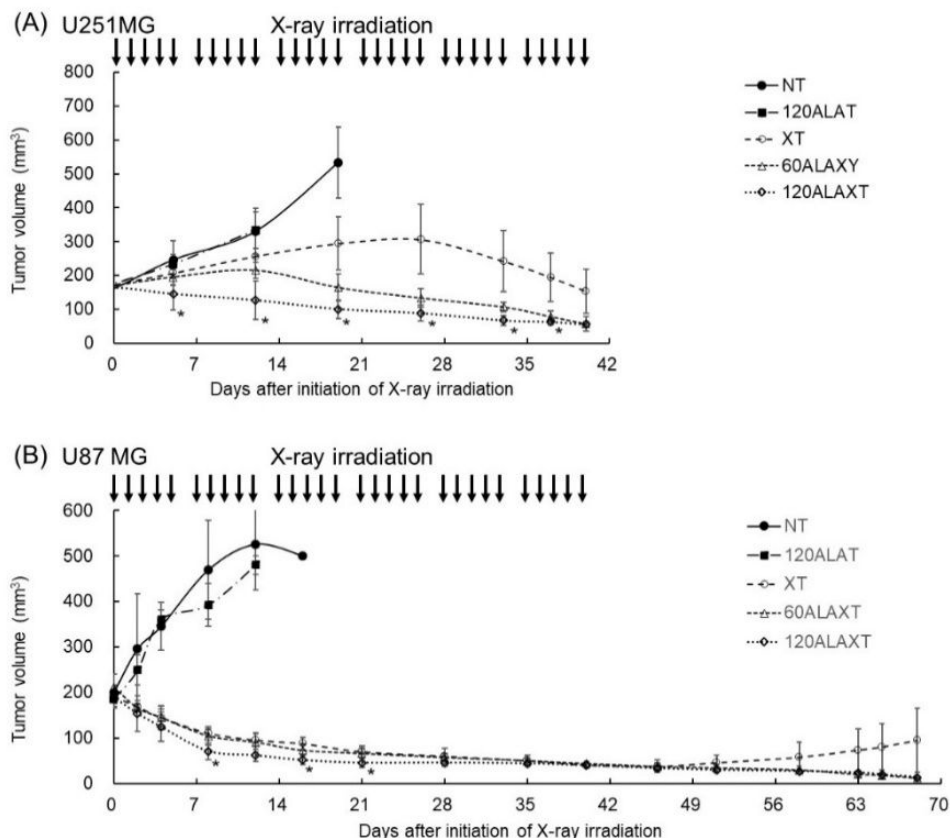 (A) U251MG X-ray irradiation
800
700
600
500
400
300
200
100
0
Tumor volume (mm³)
0 7 14 21 28 35 42
Days after initiation of X-ray irradiation
NT
120ALAT
XT
60ALAXY
120ALAXT
* * * * * *
(B) U87 MG X-ray irradiation
600
500
400
300
200
100
0
Tumor volume (mm³)
0 7 14 21 28 35 42 49 56 63 70
Days after initiation of X-ray irradiation
NT
120ALAT
XT
60ALAXT
120ALAXT
* * *